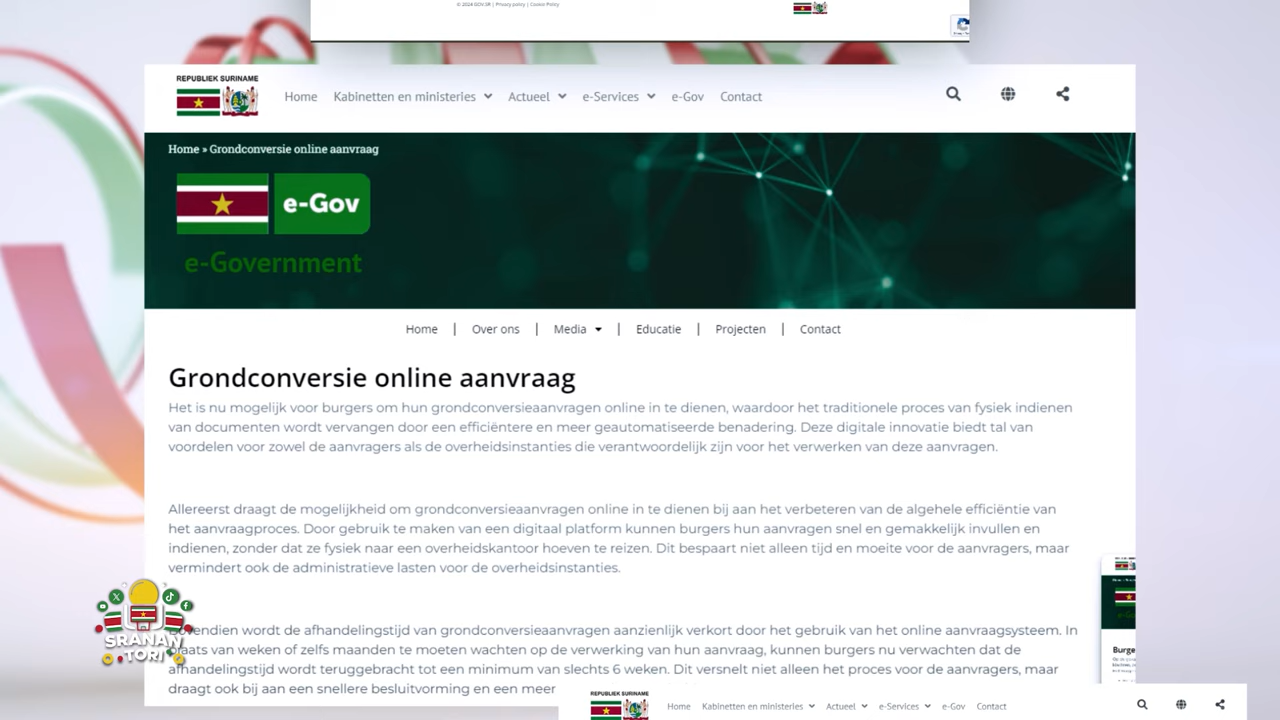 © 2024 GOV.SR | Privacy policy | Cookie Policy
REPUBLIEK SURINAME
Home Kabinetten en ministeries Actueel e-Services e-Gov Contact
Home » Grondconversie online aanvraag
e-Gov
e-Government
Home | Over ons | Media | Educatie | Projecten | Contact
Grondconversie online aanvraag
Het is nu mogelijk voor burgers om hun grondconversieaanvragen online in te dienen, waardoor het traditionele proces van fysiek indienen
van documenten wordt vervangen door een efficiëntere en meer geautomatiseerde benadering. Deze digitale innovatie biedt tal van
voordelen voor zowel de aanvragers als de overheidsinstanties die verantwoordelijk zijn voor het verwerken van deze aanvragen.
Allereerst draagt de mogelijkheid om grondconversieaanvragen online in te dienen bij aan het verbeteren van de algehele efficiëntie van
het aanvraagproces. Door gebruik te maken van een digitaal platform kunnen burgers hun aanvragen snel en gemakkelijk invullen en
indienen, zonder dat ze fysiek naar een overheidskantoor hoeven te reizen. Dit bespaart niet alleen tijd en moeite voor de aanvragers, maar
vermindert ook de administratieve lasten voor de overheidsinstanties.
Bovendien wordt de afhandelingstijd van grondconversieaanvragen aanzienlijk verkort door het gebruik van het online aanvraagsysteem. In
plaats van weken of zelfs maanden te moeten wachten op de verwerking van hun aanvraag, kunnen burgers nu verwachten dat de
afhandelingstijd wordt teruggebracht tot een minimum van slechts 6 weken. Dit versnelt niet alleen het proces voor de aanvragers, maar
draagt ook bij aan een snellere besluitvorming en een meer
SRANAN
TORI
Burge
REPUBLIEK SURINAME
Home Kabinetten en ministeries Actueel e-Services e-Gov Contact